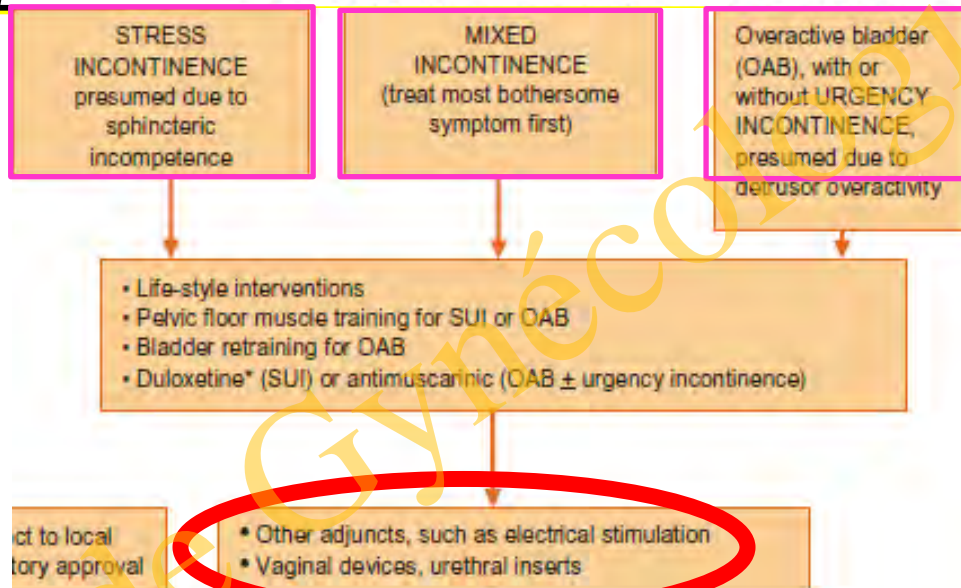 STRESS
INCONTINENCE
presumed due to
sphincteric
incompetence
MIXED
INCONTINENCE
(treat most bothersome
symptom first)
Overactive bladder
(OAB), with or
without URGENCY
INCONTINENCE,
presumed due to
detrusor overactivity
• Life-style interventions
• Pelvic floor muscle training for SUI or OAB
• Bladder retraining for OAB
• Duloxetine* (SUI) or antimuscarinic (OAB ± urgency incontinence)
ct to local
tory approval
• Other adjuncts, such as electrical stimulation
• Vaginal devices, urethral inserts
de Gynécolog